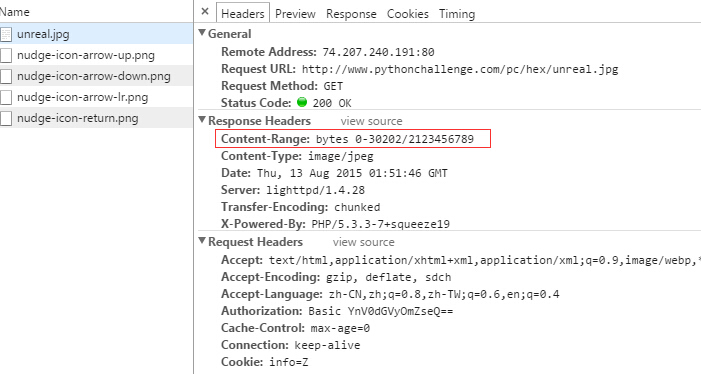 × Headers Preview Response Cookies Timing
unreal.jpg
nudge-icon-arrow-up.png
nudge-icon-arrow-down.png
nudge-icon-arrow-lr.png
nudge-icon-return.png
General
Remote Address: 74.207.240.191:80
Request URL: http://www.pythonchallenge.com/pc/hex/unreal.jpg
Request Method: GET
Status Code: 200 OK
Response Headers view source
Content-Range: bytes 0-30202/2123456789
Content-Type: image/jpeg
Date: Thu, 13 Aug 2015 01:51:46 GMT
Server: lighttpd/1.4.28
Transfer-Encoding: chunked
X-Powered-By: PHP/5.3.3-7+squeeze19
Request Headers view source
Accept: text/html,application/xhtml+xml,application/xml;q=0.9,image/webp,*
Accept-Encoding: gzip, deflate, sdch
Accept-Language: zh-CN,zh;q=0.8,zh-TW;q=0.6,en;q=0.4
Authorization: Basic YnV0dGVyOmZseQ==
Cache-Control: max-age=0
Connection: keep-alive
Cookie: info=Z